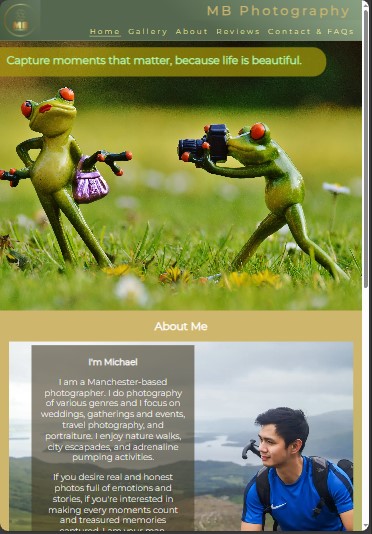 MB
MB Photography
Home Gallery About Reviews Contact & FAQs
Capture moments that matter, because life is beautiful.
About Me
I'm Michael
I am a Manchester-based
photographer. I do photography
of various genres and I focus on
weddings, gatherings and events,
travel photography, and
portraiture. I enjoy nature walks,
city escapades, and adrenaline
pumping activities.
If you desire real and honest
photos full of emotions and
stories, if you're interested in
making every moments count
and treasured memories
captured, I am your man